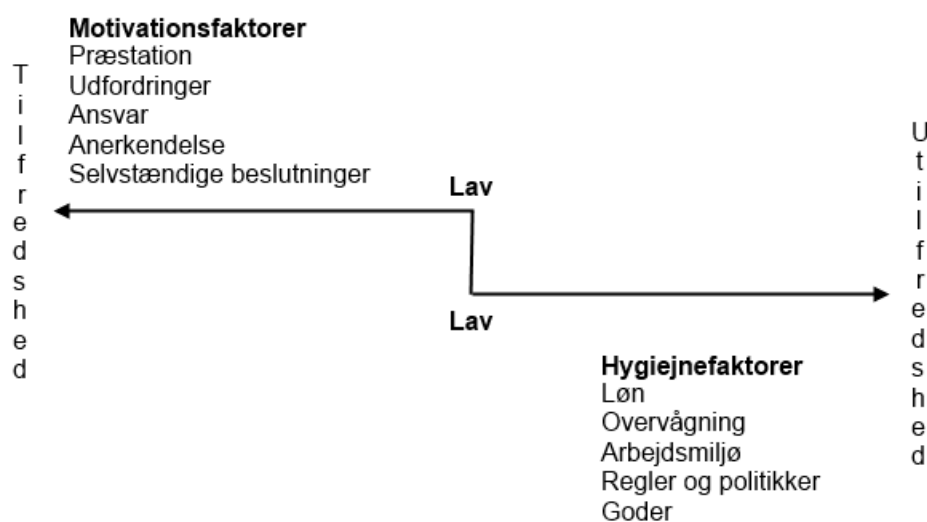 Motivationsfaktorer
Præstation
Udfordringer
Ansvar
Anerkendelse
Selvstændige beslutninger
Tilfredshed
Lav
Lav
Utilfredshed
Hygiejnefaktorer
Løn
Overvågning
Arbejdsmiljø
Regler og politikker
Goder